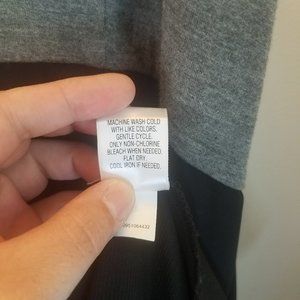 MACHINE WASH COLD
WITH LIKE COLORS,
GENTLE CYCLE.
ONLY NON-CHLORINE
BLEACH WHEN NEEDED.
FLAT DRY.
COOL IRON IF NEEDED.